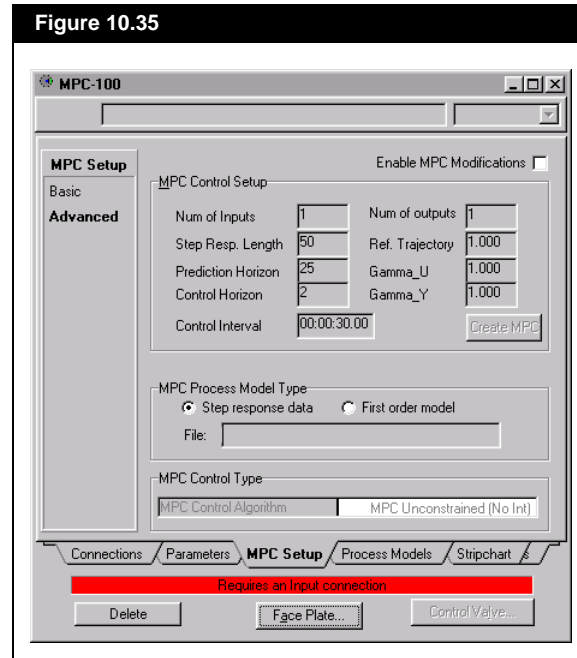 Figure 10.35
MPC-100
MPC Setup
Basic
Advanced
Enable MPC Modifications
MPC Control Setup
Num of Inputs 1 Num of outputs 1
Step Resp. Length 50 Ref. Trajectory 1.000
Prediction Horizon 25 Gamma_U 1.000
Control Horizon 2 Gamma_Y 1.000
Control Interval 00:00:30.00 Create MPC
MPC Process Model Type
Step response data First order model
File:
MPC Control Type
MPC Control Algorithm MPC Unconstrained (No Int)
Connections Parameters MPC Setup Process Models Stripchart
Requires an Input connection
Delete Face Plate... Control Valve...